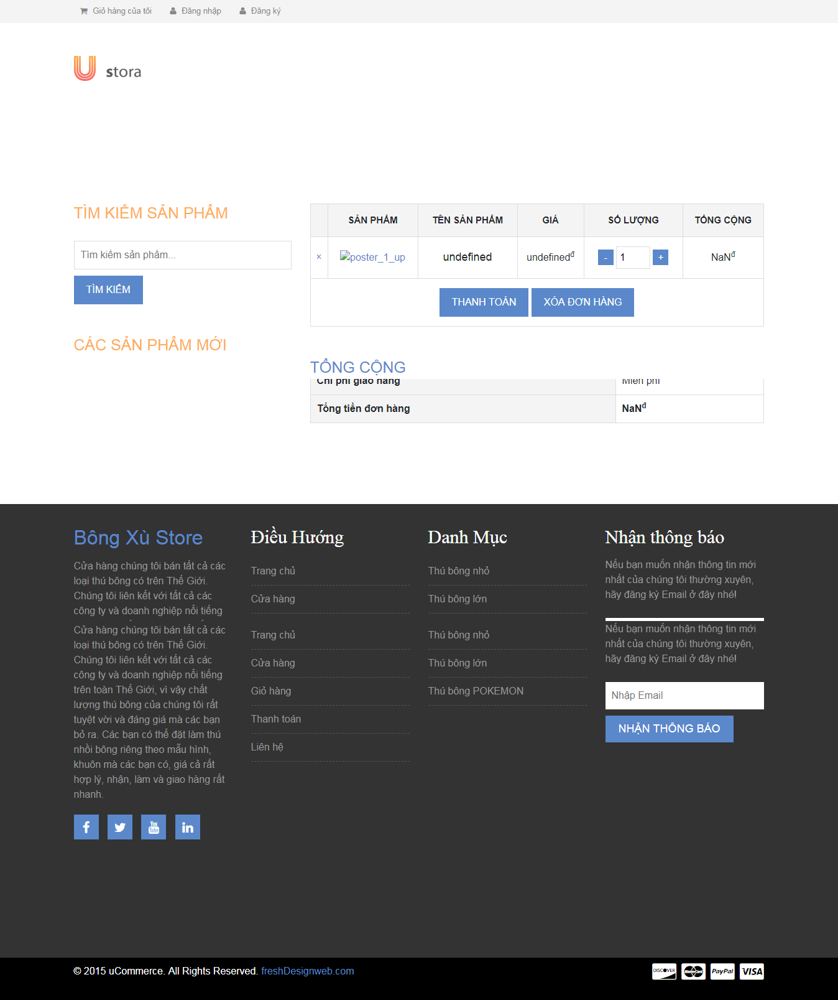 Giỏ hàng của tôi Đăng nhập Đăng ký
U stora
TÌM KIẾM SẢN PHẨM
Tìm kiếm sản phẩm...
TÌM KIẾM
CÁC SẢN PHẨM MỚI
SẢN PHẨM TÊN SẢN PHẨM GIÁ SỐ LƯỢNG TỔNG CỘNG
× poster_1_up undefined undefinedđ - 1 + NaNđ
THANH TOÁN XÓA ĐƠN HÀNG
TỔNG CỘNG
Chi phí giao hàng Miễn phí
Tổng tiền đơn hàng NaNđ
Bông Xù Store
Cửa hàng chúng tôi bán tất cả các
loại thú bông có trên Thế Giới.
Chúng tôi liên kết với tất cả các
công ty và doanh nghiệp nổi tiếng
Cửa hàng chúng tôi bán tất cả các
loại thú bông có trên Thế Giới.
Chúng tôi liên kết với tất cả các
công ty và doanh nghiệp nổi tiếng
trên toàn Thế Giới, vì vậy chất
lượng thú bông của chúng tôi rất
tuyệt vời và đáng giá mà các bạn
bỏ ra. Các bạn có thể đặt làm thú
nhồi bông riêng theo mẫu hình,
khuôn mà các bạn có, giá cả rất
hợp lý, nhận, làm và giao hàng rất
nhanh.
You Tube
Điều Hướng
Trang chủ
Cửa hàng
Trang chủ
Cửa hàng
Giỏ hàng
Thanh toán
Liên hệ
Danh Mục
Thú bông nhỏ
Thú bông lớn
Thú bông nhỏ
Thú bông lớn
Thú bông POKEMON
Nhận thông báo
Nếu bạn muốn nhận thông tin mới
nhất của chúng tôi thường xuyên,
hãy đăng ký Email ở đây nhé!
Nếu bạn muốn nhận thông tin mới
nhất của chúng tôi thường xuyên,
hãy đăng ký Email ở đây nhé!
Nhập Email
NHẬN THÔNG BÁO
© 2015 uCommerce. All Rights Reserved. freshDesignweb.com
DISCOVER MasterCard PayPal VISA